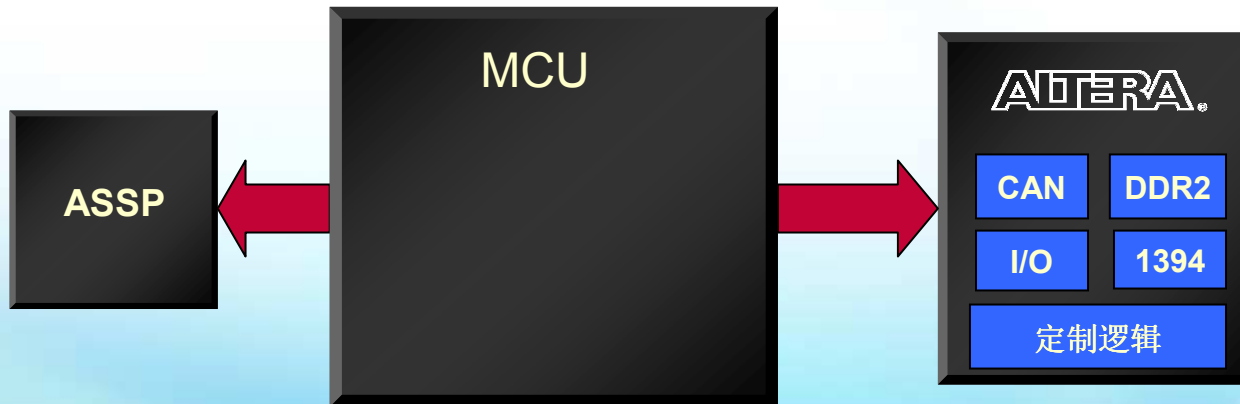 ASSP
MCU
ALTERA®
CAN
DDR2
I/O
1394
定制逻辑